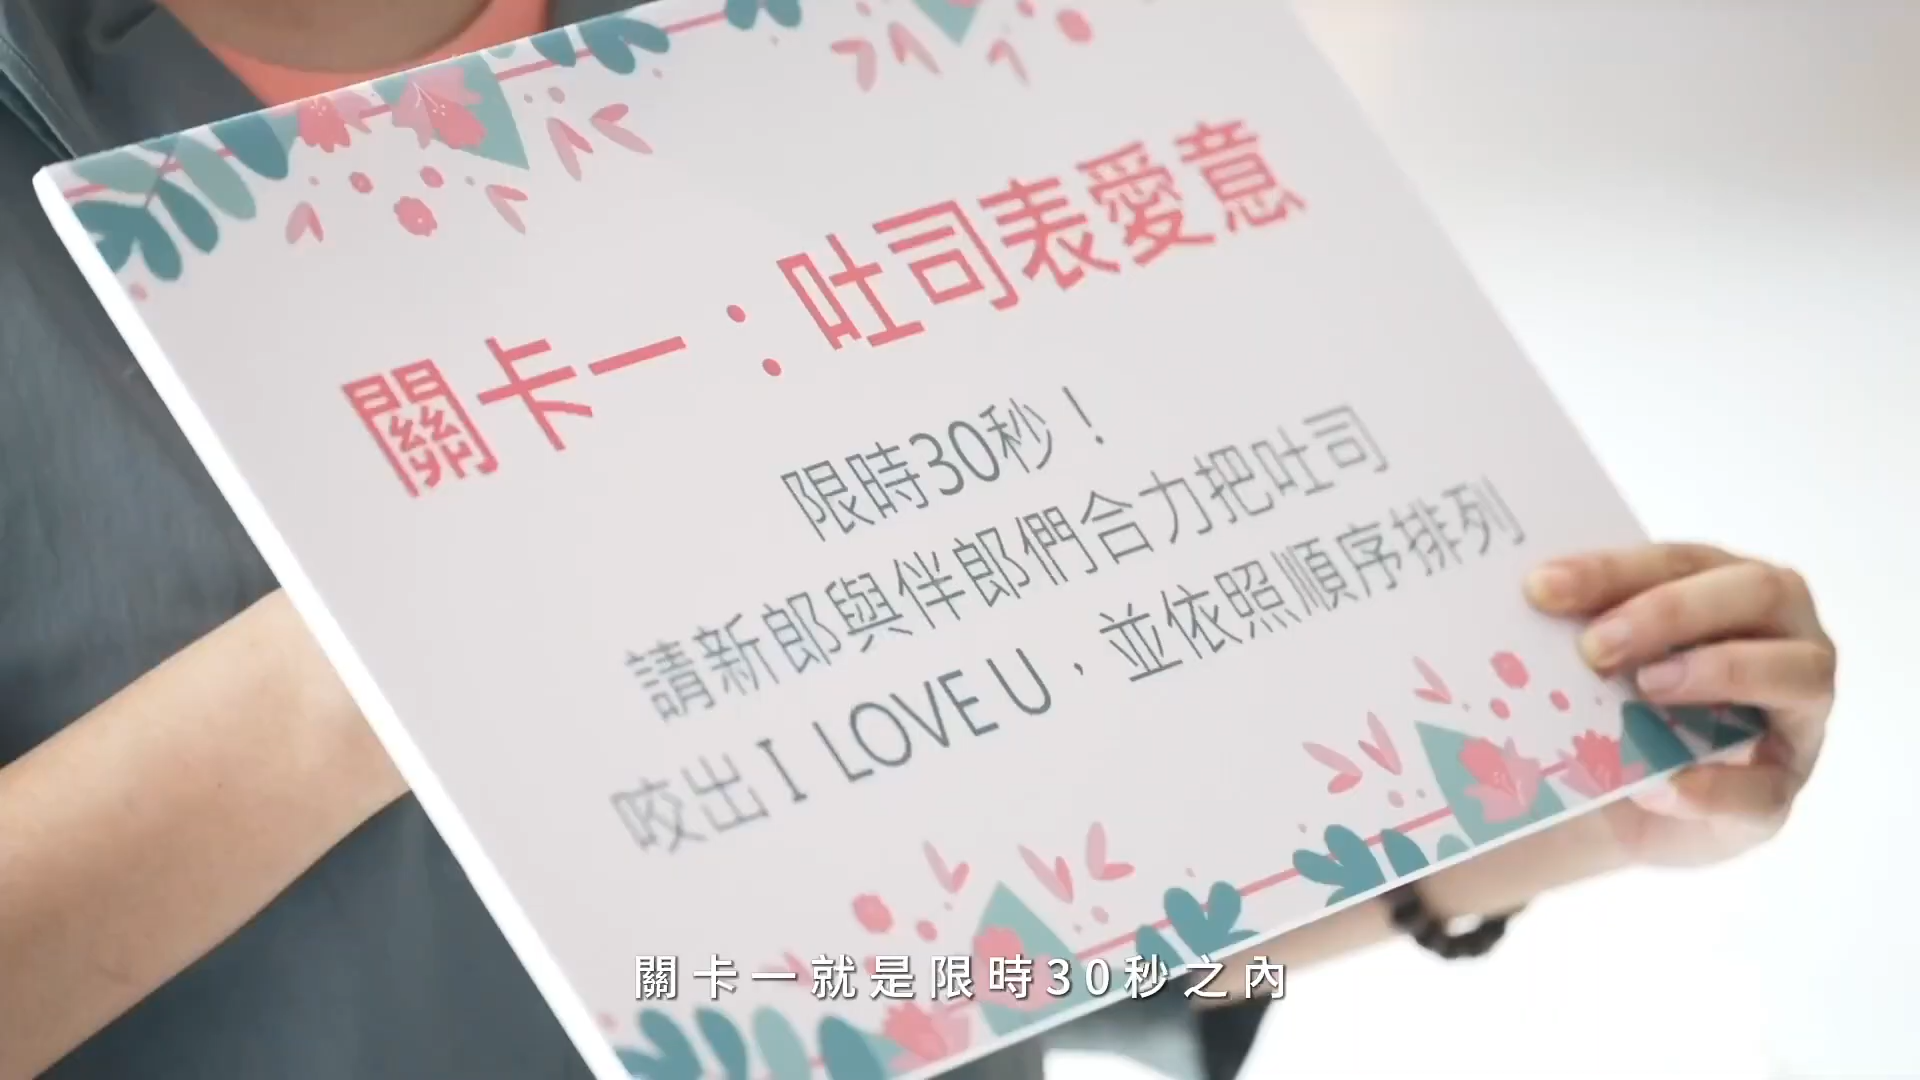 關卡一：吐司表愛意
限時30秒！
請新郎與伴郎們合力把吐司
咬出I LOVE U，並依照順序排列
關卡一就是限時30秒之內